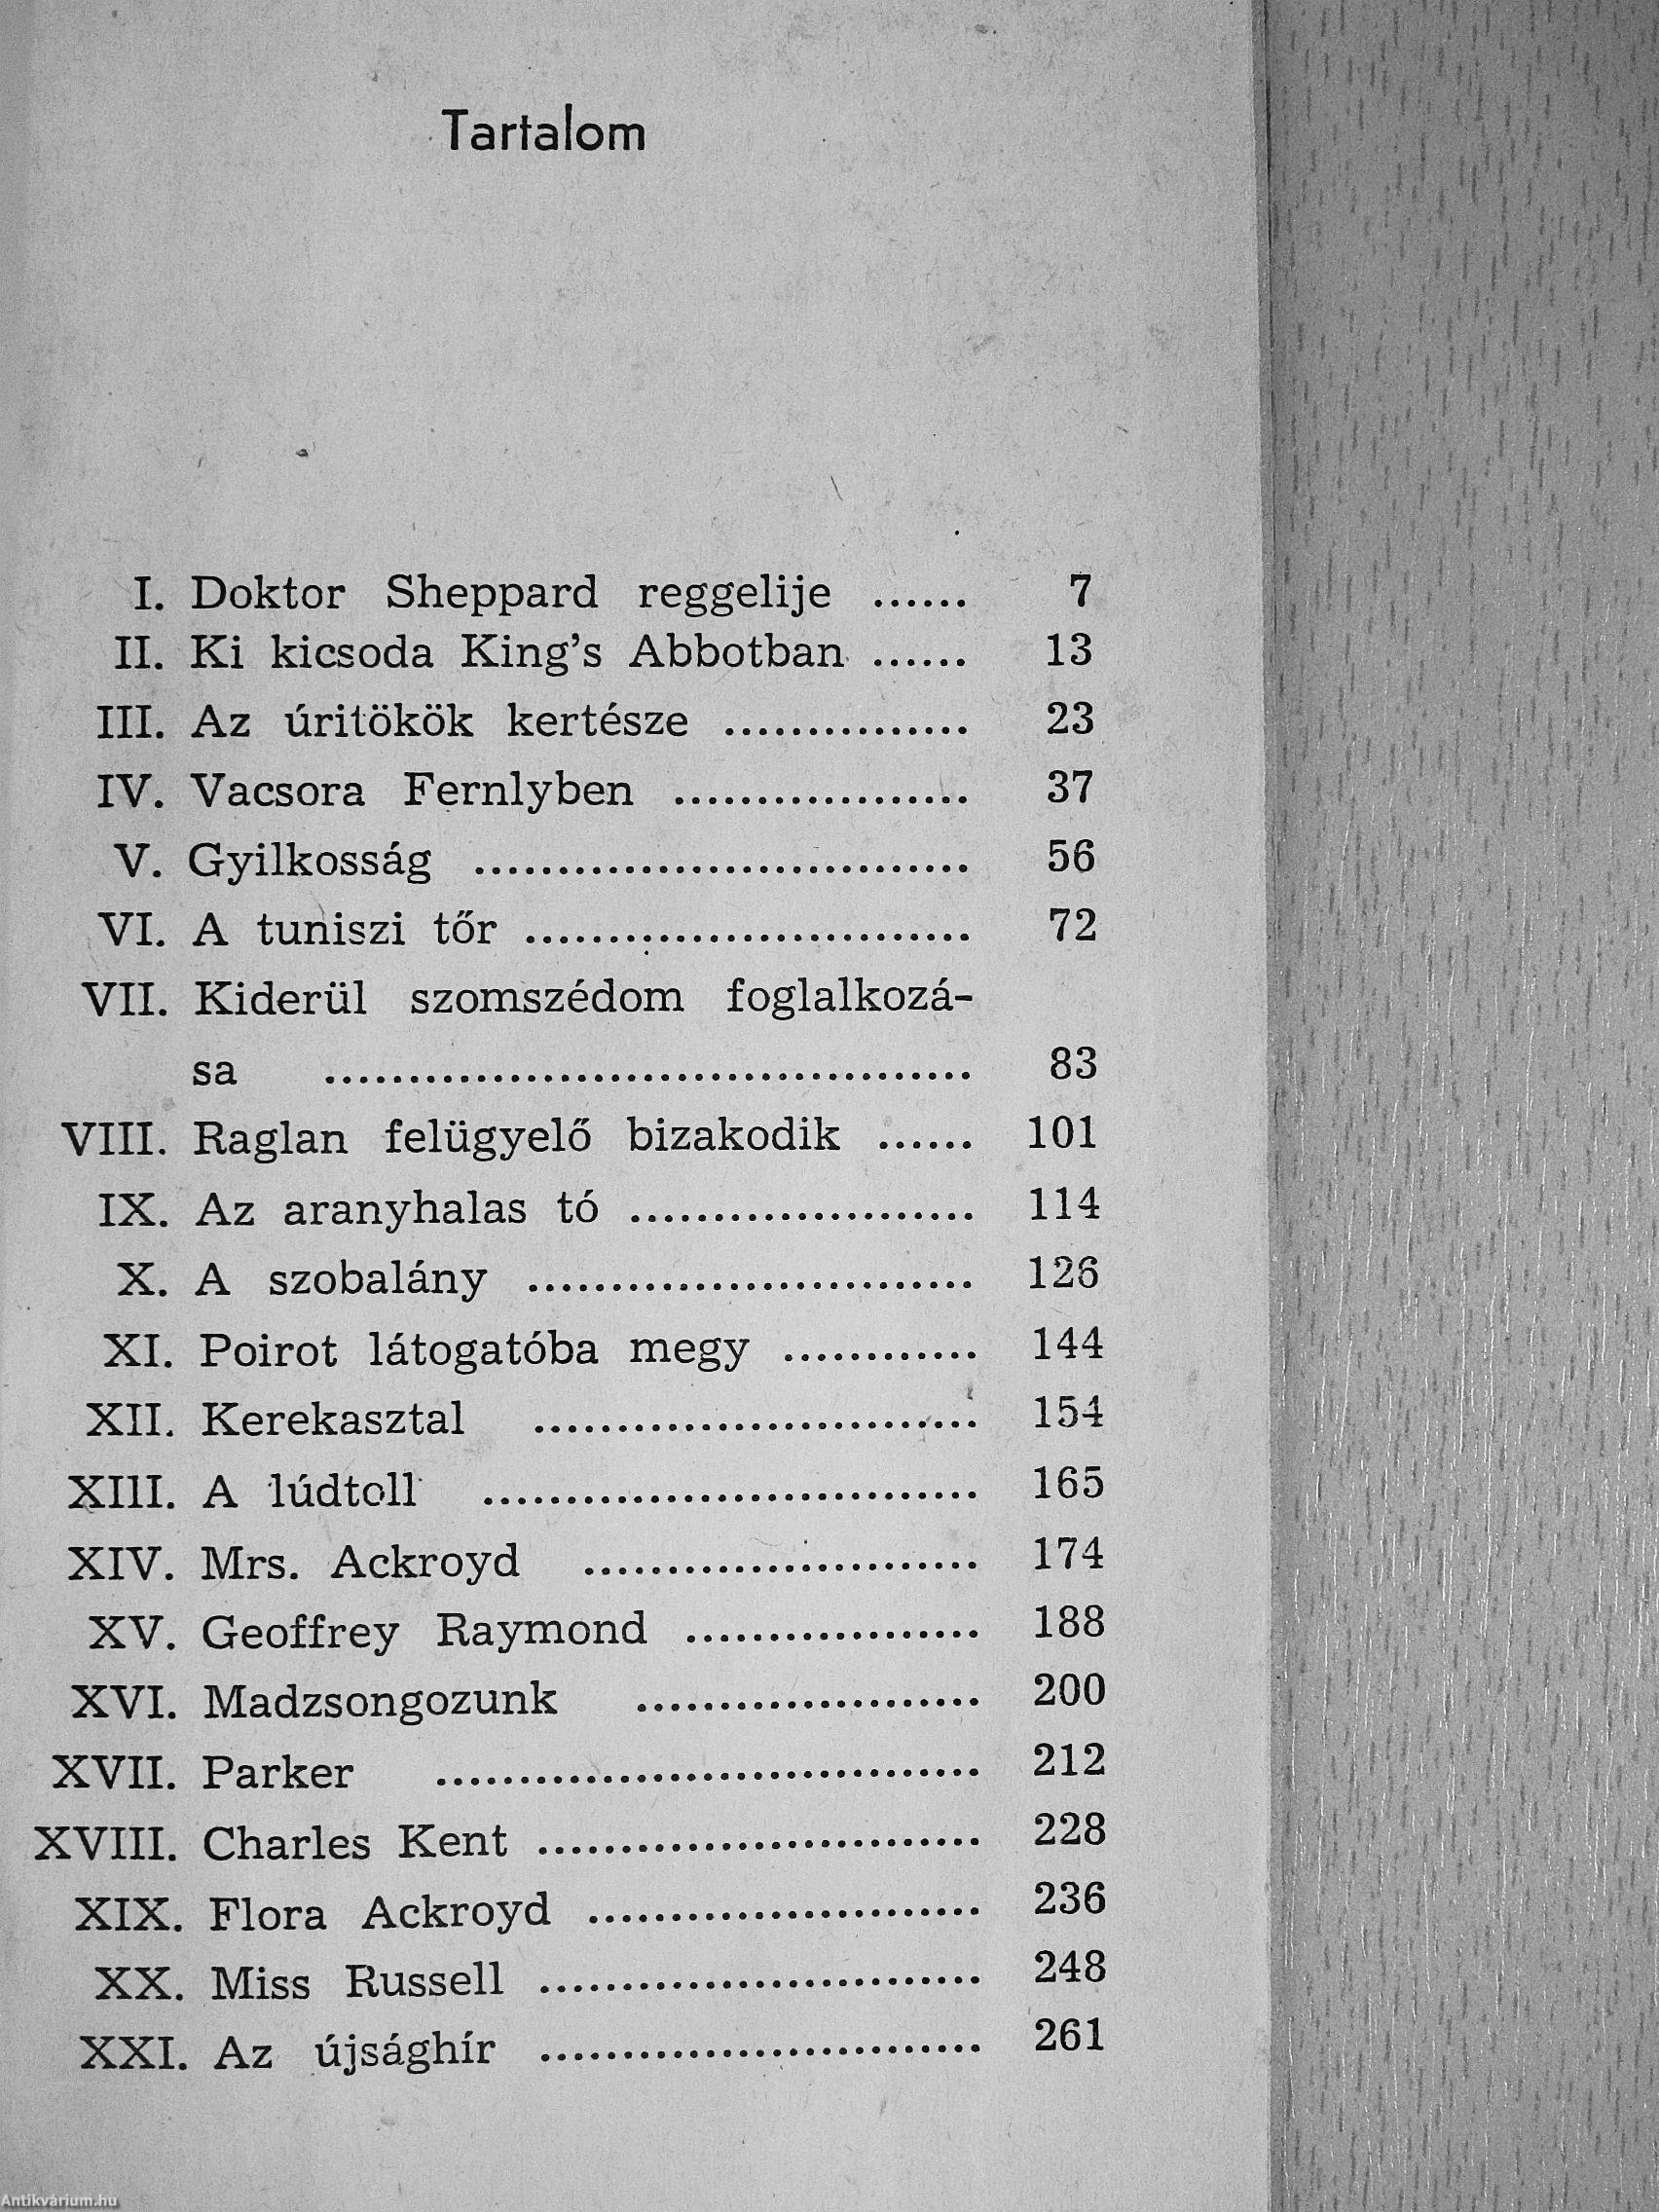 Tartalom
I. Doktor Sheppard reggelije ...... 7
II. Ki kicsoda King's Abbotban ...... 13
III. Az úritökök kertésze ............... 23
IV. Vacsora Fernlyben .................. 37
V. Gyilkosság .............................. 56
VI. A tuniszi tőr ........................... 72
VII. Kiderül szomszédom foglalkozá-
sa ....................................... 83
VIII. Raglan felügyelő bizakodik ...... 101
IX. Az aranyhalas tó ..................... 114
X. A szobalány ........................... 126
XI. Poirot látogatóba megy ............ 144
XII. Kerekasztal ........................... 154
XIII. A lúdtoll .............................. 165
XIV. Mrs. Ackroyd ........................ 174
XV. Geoffrey Raymond .................. 188
XVI. Madzsongozunk ..................... 200
XVII. Parker ................................. 212
XVIII. Charles Kent ........................... 228
XIX. Flora Ackroyd ........................ 236
XX. Miss Russell ........................... 248
XXI. Az újsághír ........................... 261
Antikvárium.hu